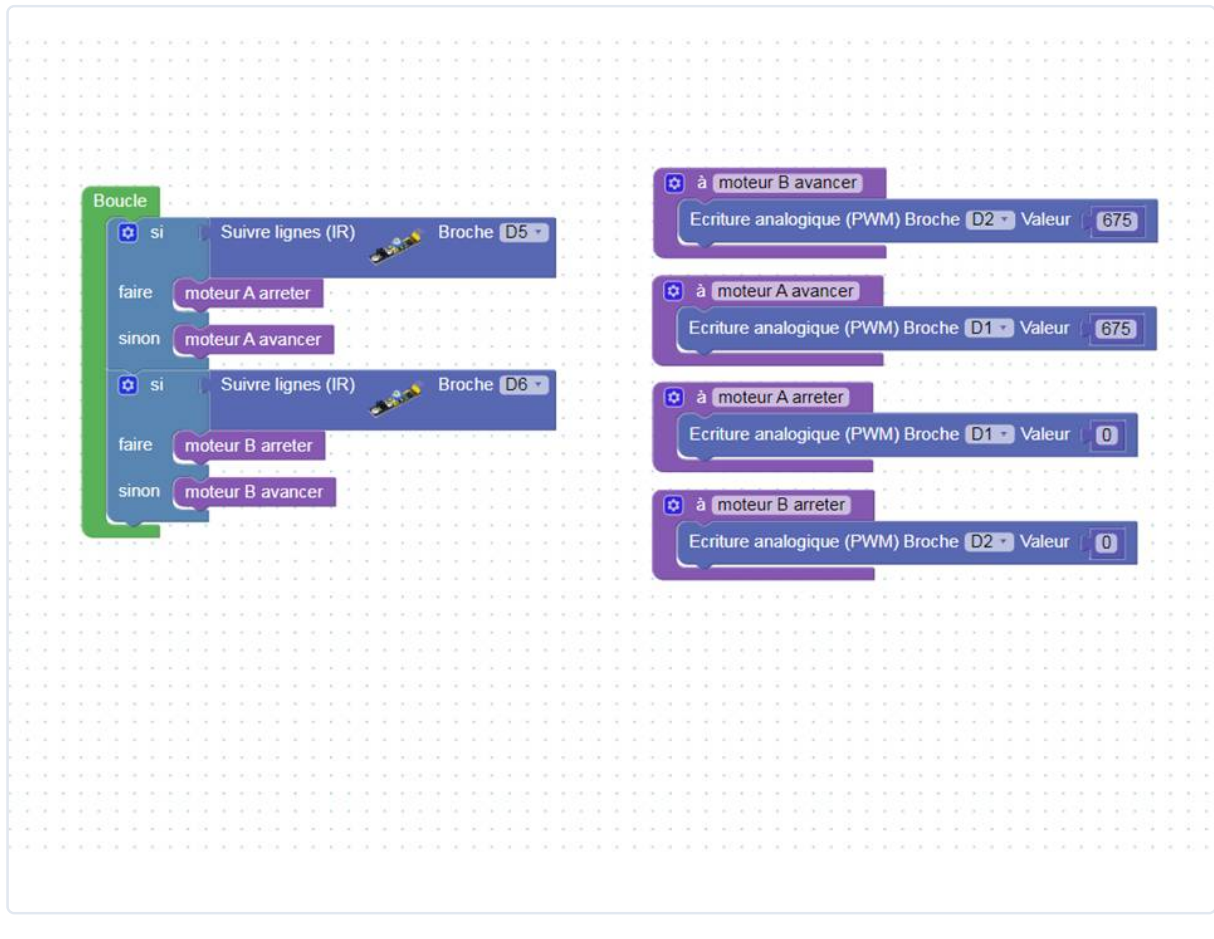 Boucle
si Suivre lignes (IR) Broche D5
faire moteur A arreter
sinon moteur A avancer
si Suivre lignes (IR) Broche D6
faire moteur B arreter
sinon moteur B avancer
à moteur B avancer
Ecriture analogique (PWM) Broche D2 Valeur 675
à moteur A avancer
Ecriture analogique (PWM) Broche D1 Valeur 675
à moteur A arreter
Ecriture analogique (PWM) Broche D1 Valeur 0
à moteur B arreter
Ecriture analogique (PWM) Broche D2 Valeur 0